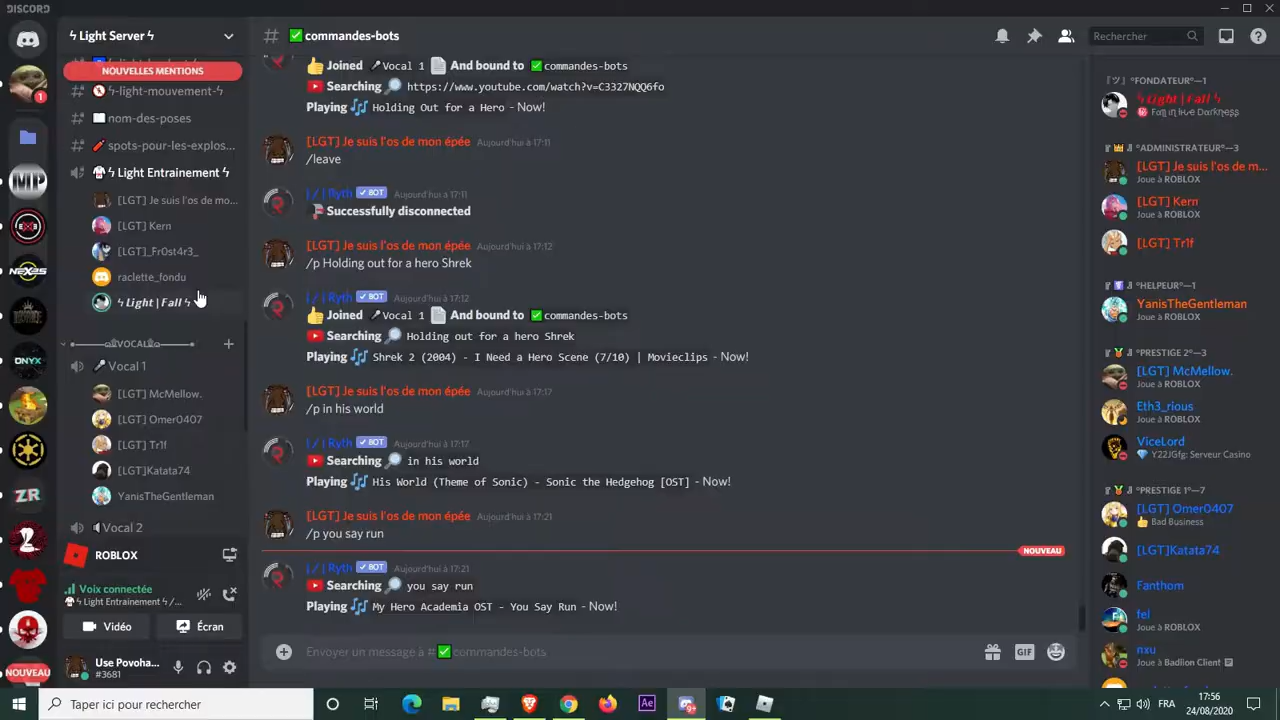 DISCORD
ϟ Light Server ϟ
NOUVELLES MENTIONS
ϟ-light-mouvement-ϟ
nom-des-poses
spots-pour-les-explos...
ϟ Light Entrainement ϟ
[LGT] Je suis l'os de mo...
[LGT] Kern
[LGT]_Fr0st4r3_
raclette_fondu
ϟ Light | Fall ϟ
VOCAL
Vocal 1
[LGT] McMellow.
[LGT] Omer0407
[LGT] Tr1f
[LGT]Katata74
YanisTheGentleman
Vocal 2
ROBLOX
Voix connectée
ϟ Light Entrainement ϟ /...
Vidéo
Écran
Use Povoha...
#3681
1
MP
EXE
NEXES
ONYX
ZR
NOUVEAU
# ✅ commandes-bots
Rechercher
👍 Joined 🎤 Vocal 1 📄 And bound to ✅ commandes-bots
Searching 🔎 https://www.youtube.com/watch?v=C3327NQQ6fo
Playing 🎶 Holding Out for a Hero - Now!
[LGT] Je suis l'os de mon épée Aujourd'hui à 17:11
/leave
| / | Ryth BOT Aujourd'hui à 17:11
Successfully disconnected
[LGT] Je suis l'os de mon épée Aujourd'hui à 17:12
/p Holding out for a hero Shrek
| / | Ryth BOT Aujourd'hui à 17:12
👍 Joined 🎤 Vocal 1 📄 And bound to ✅ commandes-bots
Searching 🔎 Holding out for a hero Shrek
Playing 🎶 Shrek 2 (2004) - I Need a Hero Scene (7/10) | Movieclips - Now!
[LGT] Je suis l'os de mon épée Aujourd'hui à 17:17
/p in his world
| / | Ryth BOT Aujourd'hui à 17:17
Searching 🔎 in his world
Playing 🎶 His World (Theme of Sonic) - Sonic the Hedgehog [OST] - Now!
[LGT] Je suis l'os de mon épée Aujourd'hui à 17:21
/p you say run
NOUVEAU
| / | Ryth BOT Aujourd'hui à 17:21
Searching 🔎 you say run
Playing 🎶 My Hero Academia OST - You Say Run - Now!
Envoyer un message à # ✅ commandes-bots
GIF
°FONDATEUR°—1
ϟ Light | Fall ϟ
°ADMINISTRATEUR°—3
[LGT] Je suis l'os de m...
Joue à ROBLOX
[LGT] Kern
Joue à ROBLOX
[LGT] Tr1f
°HELPEUR°—1
YanisTheGentleman
Joue à ROBLOX
°PRESTIGE 2°—3
[LGT] McMellow.
Joue à ROBLOX
Eth3_rious
Joue à ROBLOX
ViceLord
💎 Y22JGfg: Serveur Casino
°PRESTIGE 1°—7
[LGT] Omer0407
👍 Bad Business
[LGT]Katata74
Fanthom
fel
Joue à ROBLOX
nxu
Joue à Badlion Client
Taper ici pour rechercher
Ae
9+
FRA
17:56
24/08/2020